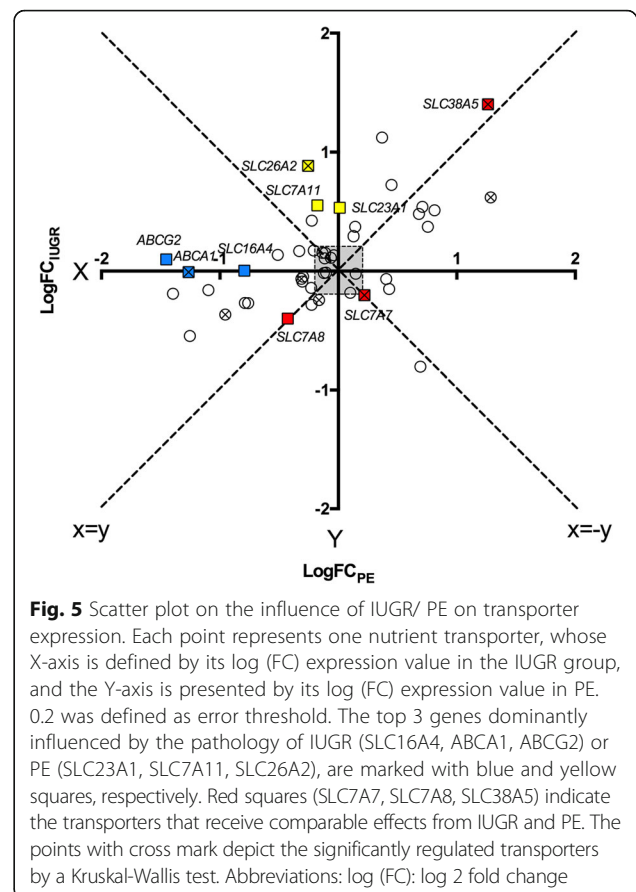 2
SLC38A5
1
SLC26A2
SLC7A11
SLC23A1
ABCG2
ABCA1
SLC16A4
LogFC_IUGR
X
-2
-1
1
2
SLC7A7
SLC7A8
-1
-2
x=y
Y
x=-y
LogFC_PE
Fig. 5 Scatter plot on the influence of IUGR/ PE on transporter
expression. Each point represents one nutrient transporter, whose
X-axis is defined by its log (FC) expression value in the IUGR group,
and the Y-axis is presented by its log (FC) expression value in PE.
0.2 was defined as error threshold. The top 3 genes dominantly
influenced by the pathology of IUGR (SLC16A4, ABCA1, ABCG2) or
PE (SLC23A1, SLC7A11, SLC26A2), are marked with blue and yellow
squares, respectively. Red squares (SLC7A7, SLC7A8, SLC38A5) indicate
the transporters that receive comparable effects from IUGR and PE. The
points with cross mark depict the significantly regulated transporters
by a Kruskal-Wallis test. Abbreviations: log (FC): log 2 fold change